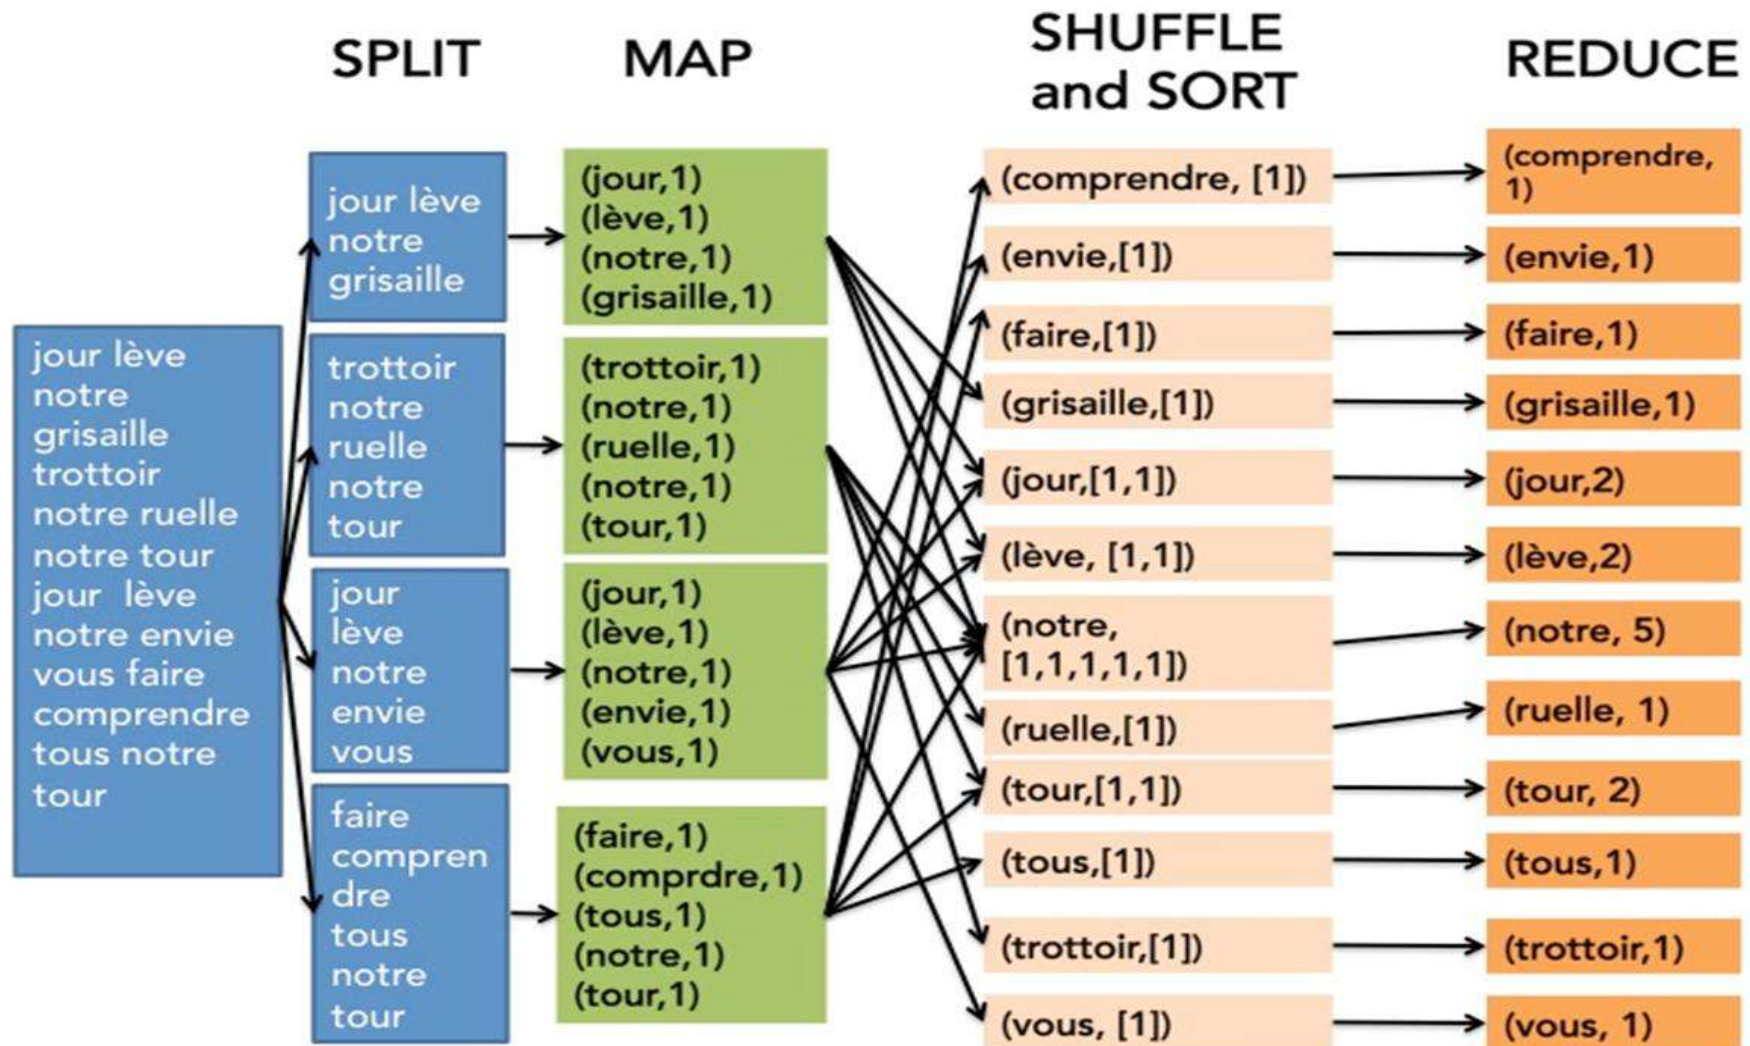 SPLIT
MAP
SHUFFLE
and SORT
REDUCE
jour lève
notre
grisaille
trottoir
notre ruelle
notre tour
jour lève
notre envie
vous faire
comprendre
tous notre
tour
jour lève
notre
grisaille
trottoir
notre
ruelle
notre
tour
jour
lève
notre
envie
vous
faire
compren
dre
tous
notre
tour
(jour,1)
(lève,1)
(notre,1)
(grisaille,1)
(trottoir,1)
(notre,1)
(ruelle,1)
(notre,1)
(tour,1)
(jour,1)
(lève,1)
(notre,1)
(envie,1)
(vous,1)
(faire,1)
(comprdre,1)
(tous,1)
(notre,1)
(tour,1)
(comprendre, [1])
(envie,[1])
(faire,[1])
(grisaille,[1])
(jour,[1,1])
(lève, [1,1])
(notre,
[1,1,1,1,1])
(ruelle,[1])
(tour,[1,1])
(tous,[1])
(trottoir,[1])
(vous, [1])
(comprendre,
1)
(envie,1)
(faire,1)
(grisaille,1)
(jour,2)
(lève,2)
(notre, 5)
(ruelle, 1)
(tour, 2)
(tous,1)
(trottoir,1)
(vous, 1)